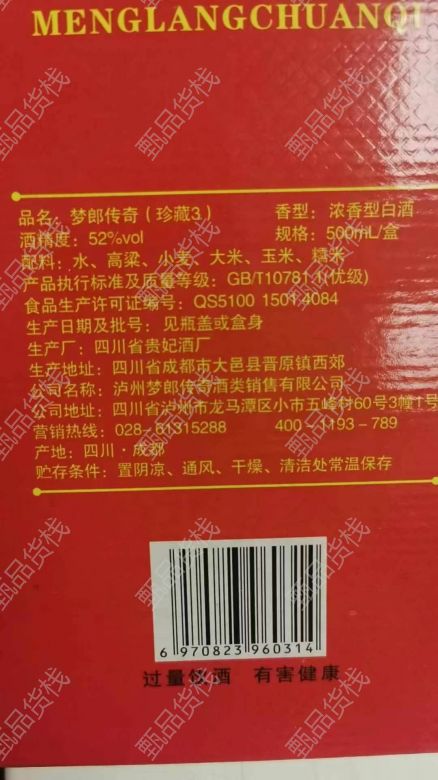 MENGLANGCHUANQI
品名：梦郎传奇（珍藏3）
香型：浓香型白酒
酒精度：52%vol
规格：500mL/盒
配料：水、高粱、小麦、大米、玉米、糯米
产品执行标准及质量等级：GB/T10781.1(优级)
食品生产许可证编号：QS5100 1501 4084
生产日期及批号：见瓶盖或盒身
生产厂：四川省贵妃酒厂
生产地址：四川省成都市大邑县晋原镇西郊
公司名称：泸州梦郎传奇酒类销售有限公司
公司地址：四川省泸州市龙马潭区小市五峰村60号3幢1号
营销热线：028-61315288 400-1193-789
产地：四川·成都
贮存条件：置阴凉、通风、干燥、清洁处常温保存
6 970823 960314
过量饮酒 有害健康
甄品货栈